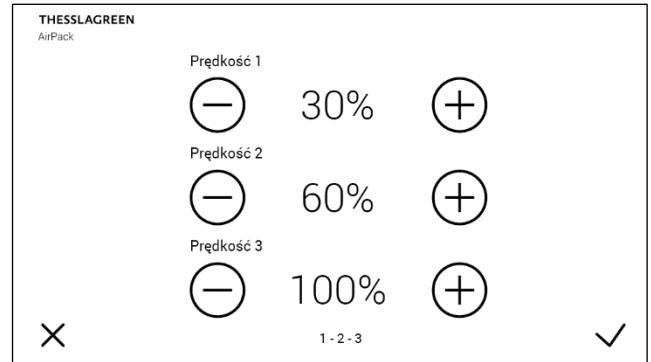 THESSLAGREEN
AirPack
Prędkość 1
30%
Prędkość 2
60%
Prędkość 3
100%
1 - 2 - 3